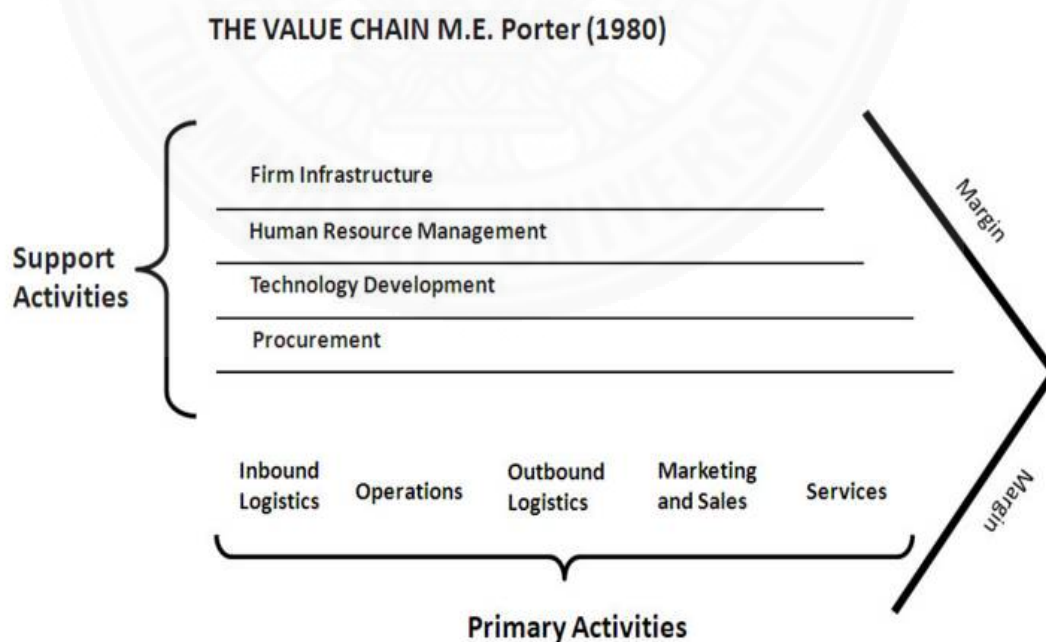 THE VALUE CHAIN M.E. Porter (1980)
Firm Infrastructure
Human Resource Management
Technology Development
Procurement
Support
Activities
Margin
Inbound
Logistics
Operations
Outbound
Logistics
Marketing
and Sales
Services
Margin
Primary Activities
UNIVERSITY